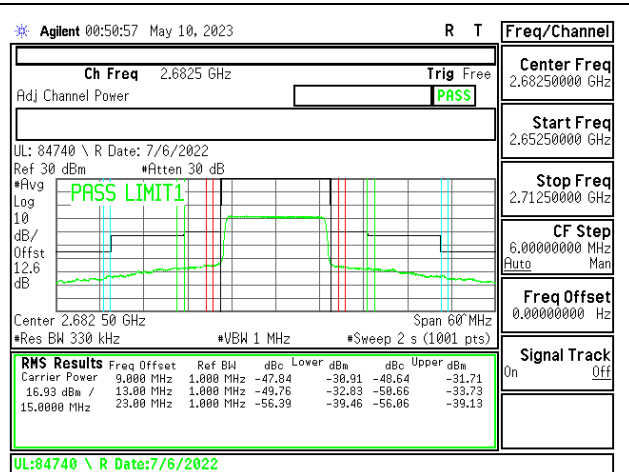 Agilent 00:50:57 May 10, 2023 R T
Freq/Channel
Ch Freq 2.6825 GHz Trig Free
Adj Channel Power PASS
UL: 84740 \ R Date: 7/6/2022
Ref 30 dBm #Atten 30 dB
#Avg
Log
10
dB/
Offst
12.6
dB
PASS LIMIT1
Center 2.682 50 GHz Span 60 MHz
#Res BW 330 kHz #VBW 1 MHz #Sweep 2 s (1001 pts)
RMS Results Freq Offset Ref BW dBc Lower dBm dBc Upper dBm
Carrier Power 9.000 MHz 1.000 MHz -47.84 -30.91 -48.64 -31.71
16.93 dBm / 13.00 MHz 1.000 MHz -49.76 -32.83 -50.66 -33.73
15.0000 MHz 23.00 MHz 1.000 MHz -56.39 -39.46 -56.06 -39.13
UL:84740 \ R Date:7/6/2022
Center Freq
2.68250000 GHz
Start Freq
2.65250000 GHz
Stop Freq
2.71250000 GHz
CF Step
6.00000000 MHz
Auto Man
Freq Offset
0.00000000 Hz
Signal Track
On Off